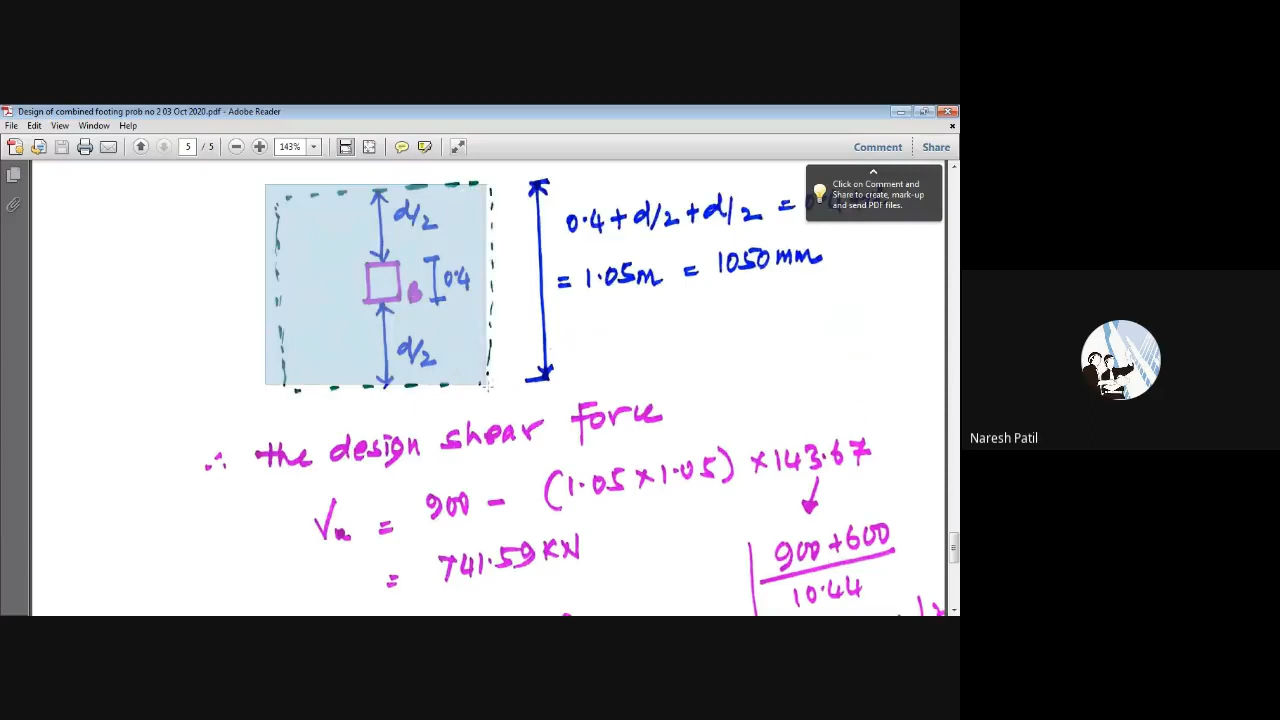 Design of combined footing prob no 2 03 Oct 2020.pdf - Adobe Reader
File Edit View Window Help
5 / 5 143% Comment Share
Click on Comment and
Share to create, mark-up
and send PDF files.
d/2
0.4 + d/2 + d/2 =
= 1.05m = 1050 mm
B 0.4
d/2
∴ the design shear Force
Vu = 900 - (1.05 × 1.05) × 143.67
= 741.59 KN
900 + 600
10.44
Naresh Patil